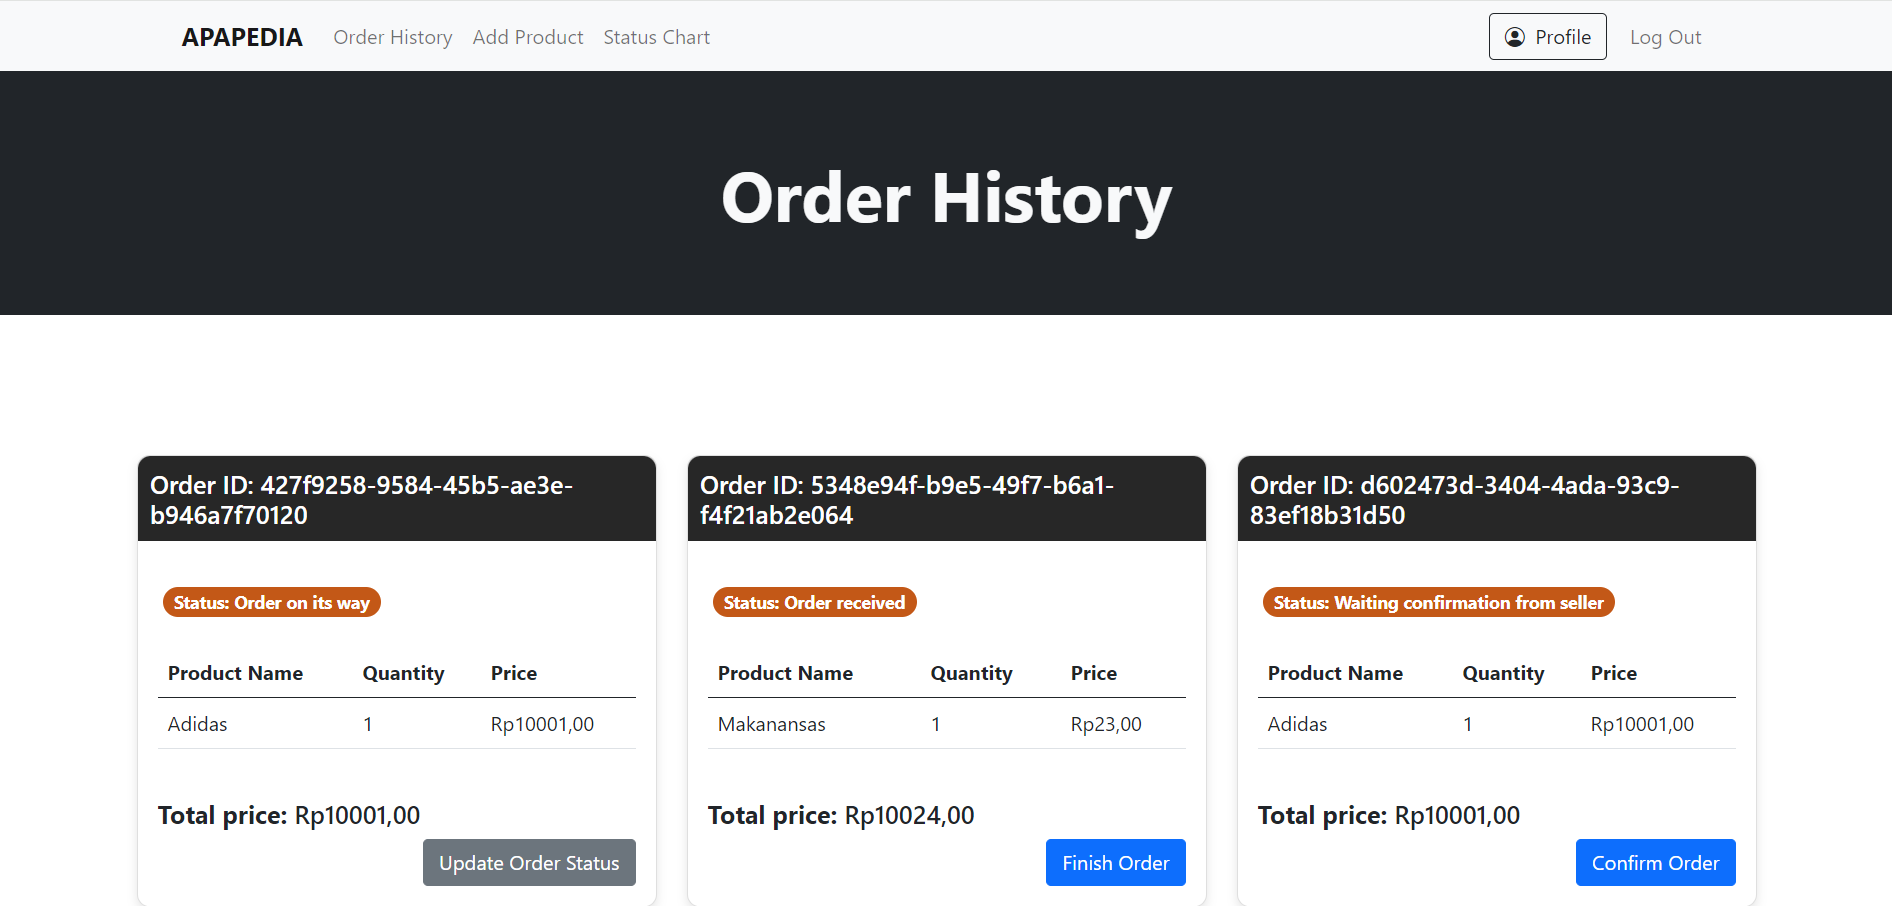 APAPEDIA Order History Add Product Status Chart Profile Log Out
Order History
Order ID: 427f9258-9584-45b5-ae3e-
b946a7f70120
Status: Order on its way
Product Name Quantity Price
Adidas 1 Rp10001,00
Total price: Rp10001,00
Update Order Status
Order ID: 5348e94f-b9e5-49f7-b6a1-
f4f21ab2e064
Status: Order received
Product Name Quantity Price
Makanansas 1 Rp23,00
Total price: Rp10024,00
Finish Order
Order ID: d602473d-3404-4ada-93c9-
83ef18b31d50
Status: Waiting confirmation from seller
Product Name Quantity Price
Adidas 1 Rp10001,00
Total price: Rp10001,00
Confirm Order